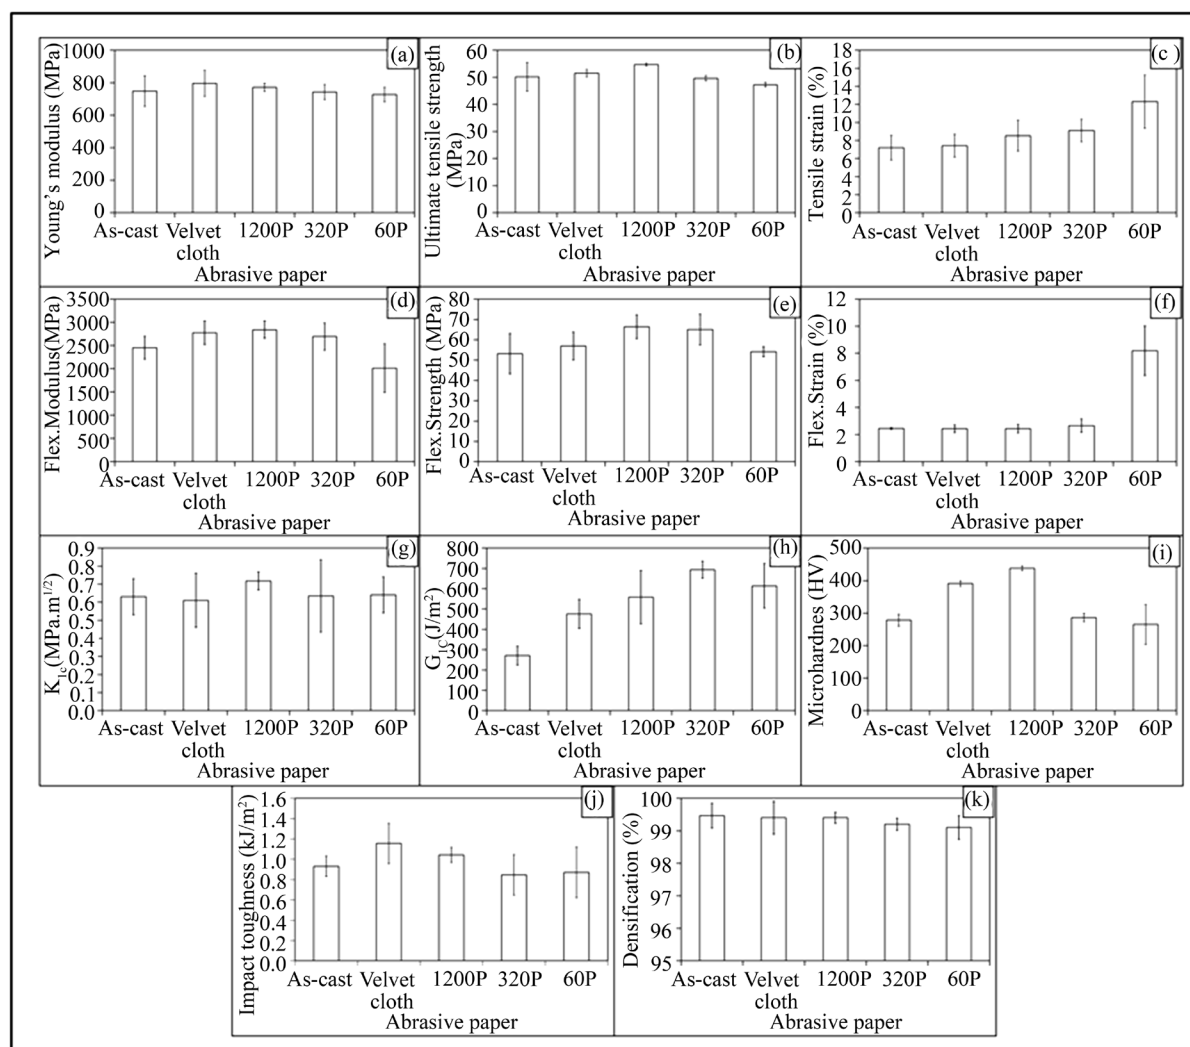 (a)
Young's modulus (MPa)
1000
800
600
400
200
0
As-cast Velvet 1200P 320P 60P
cloth
Abrasive paper
(b)
Ultimate tensile strength
(MPa)
60
50
40
30
20
10
0
As-cast Velvet 1200P 320P 60P
cloth
Abrasive paper
(c )
Tensile strain (%)
18
16
14
12
10
8
6
4
2
0
As-cast Velvet 1200P 320P 60P
cloth
Abrasive paper
(d)
Flex.Modulus(MPa)
3500
3000
2500
2000
1500
1000
500
0
As-cast Velvet 1200P 320P 60P
cloth
Abrasive paper
(e)
Flex.Strength (MPa)
80
70
60
50
40
30
20
10
0
As-cast Velvet 1200P 320P 60P
cloth
Abrasive paper
(f)
Flex.Strain (%)
12
10
8
6
4
2
0
As-cast Velvet 1200P 320P 60P
cloth
Abrasive paper
(g)
K1c(MPa.m1/2)
0.9
0.8
0.7
0.6
0.5
0.4
0.3
0.2
0.1
0.0
As-cast Velvet 1200P 320P 60P
cloth
Abrasive paper
(h)
G1C(J/m2)
800
700
600
500
400
300
200
100
0
As-cast Velvet 1200P 320P 60P
cloth
Abrasive paper
(i)
Microhardnes (HV)
500
400
300
200
100
0
As-cast Velvet 1200P 320P 60P
cloth
Abrasive paper
(j)
Impact toughness (kJ/m2)
1.6
1.4
1.2
1.0
0.8
0.6
0.4
0.2
0.0
As-cast Velvet 1200P 320P 60P
cloth
Abrasive paper
(k)
Densification (%)
100
99
98
97
96
95
As-cast Velvet 1200P 320P 60P
cloth
Abrasive paper